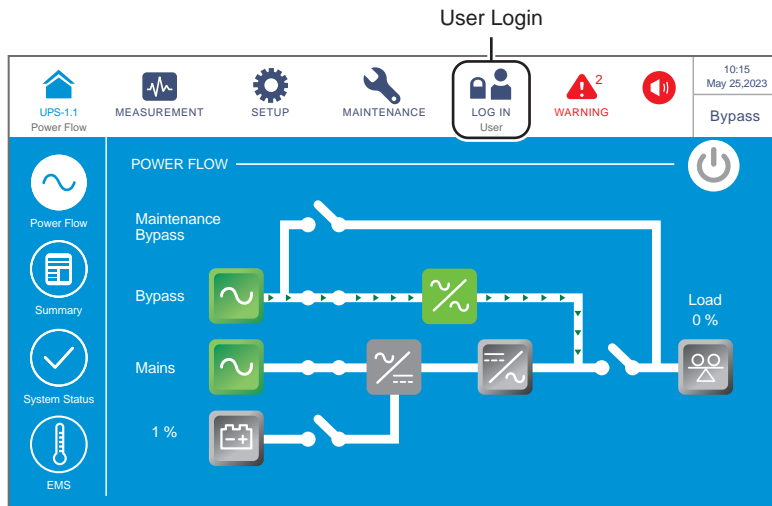 User Login
UPS-1.1
Power Flow
MEASUREMENT
SETUP
MAINTENANCE
LOG IN
User
2
WARNING
10:15
May 25,2023
Bypass
POWER FLOW
Power Flow
Summary
System Status
EMS
Maintenance
Bypass
Bypass
Mains
1 %
Load
0 %